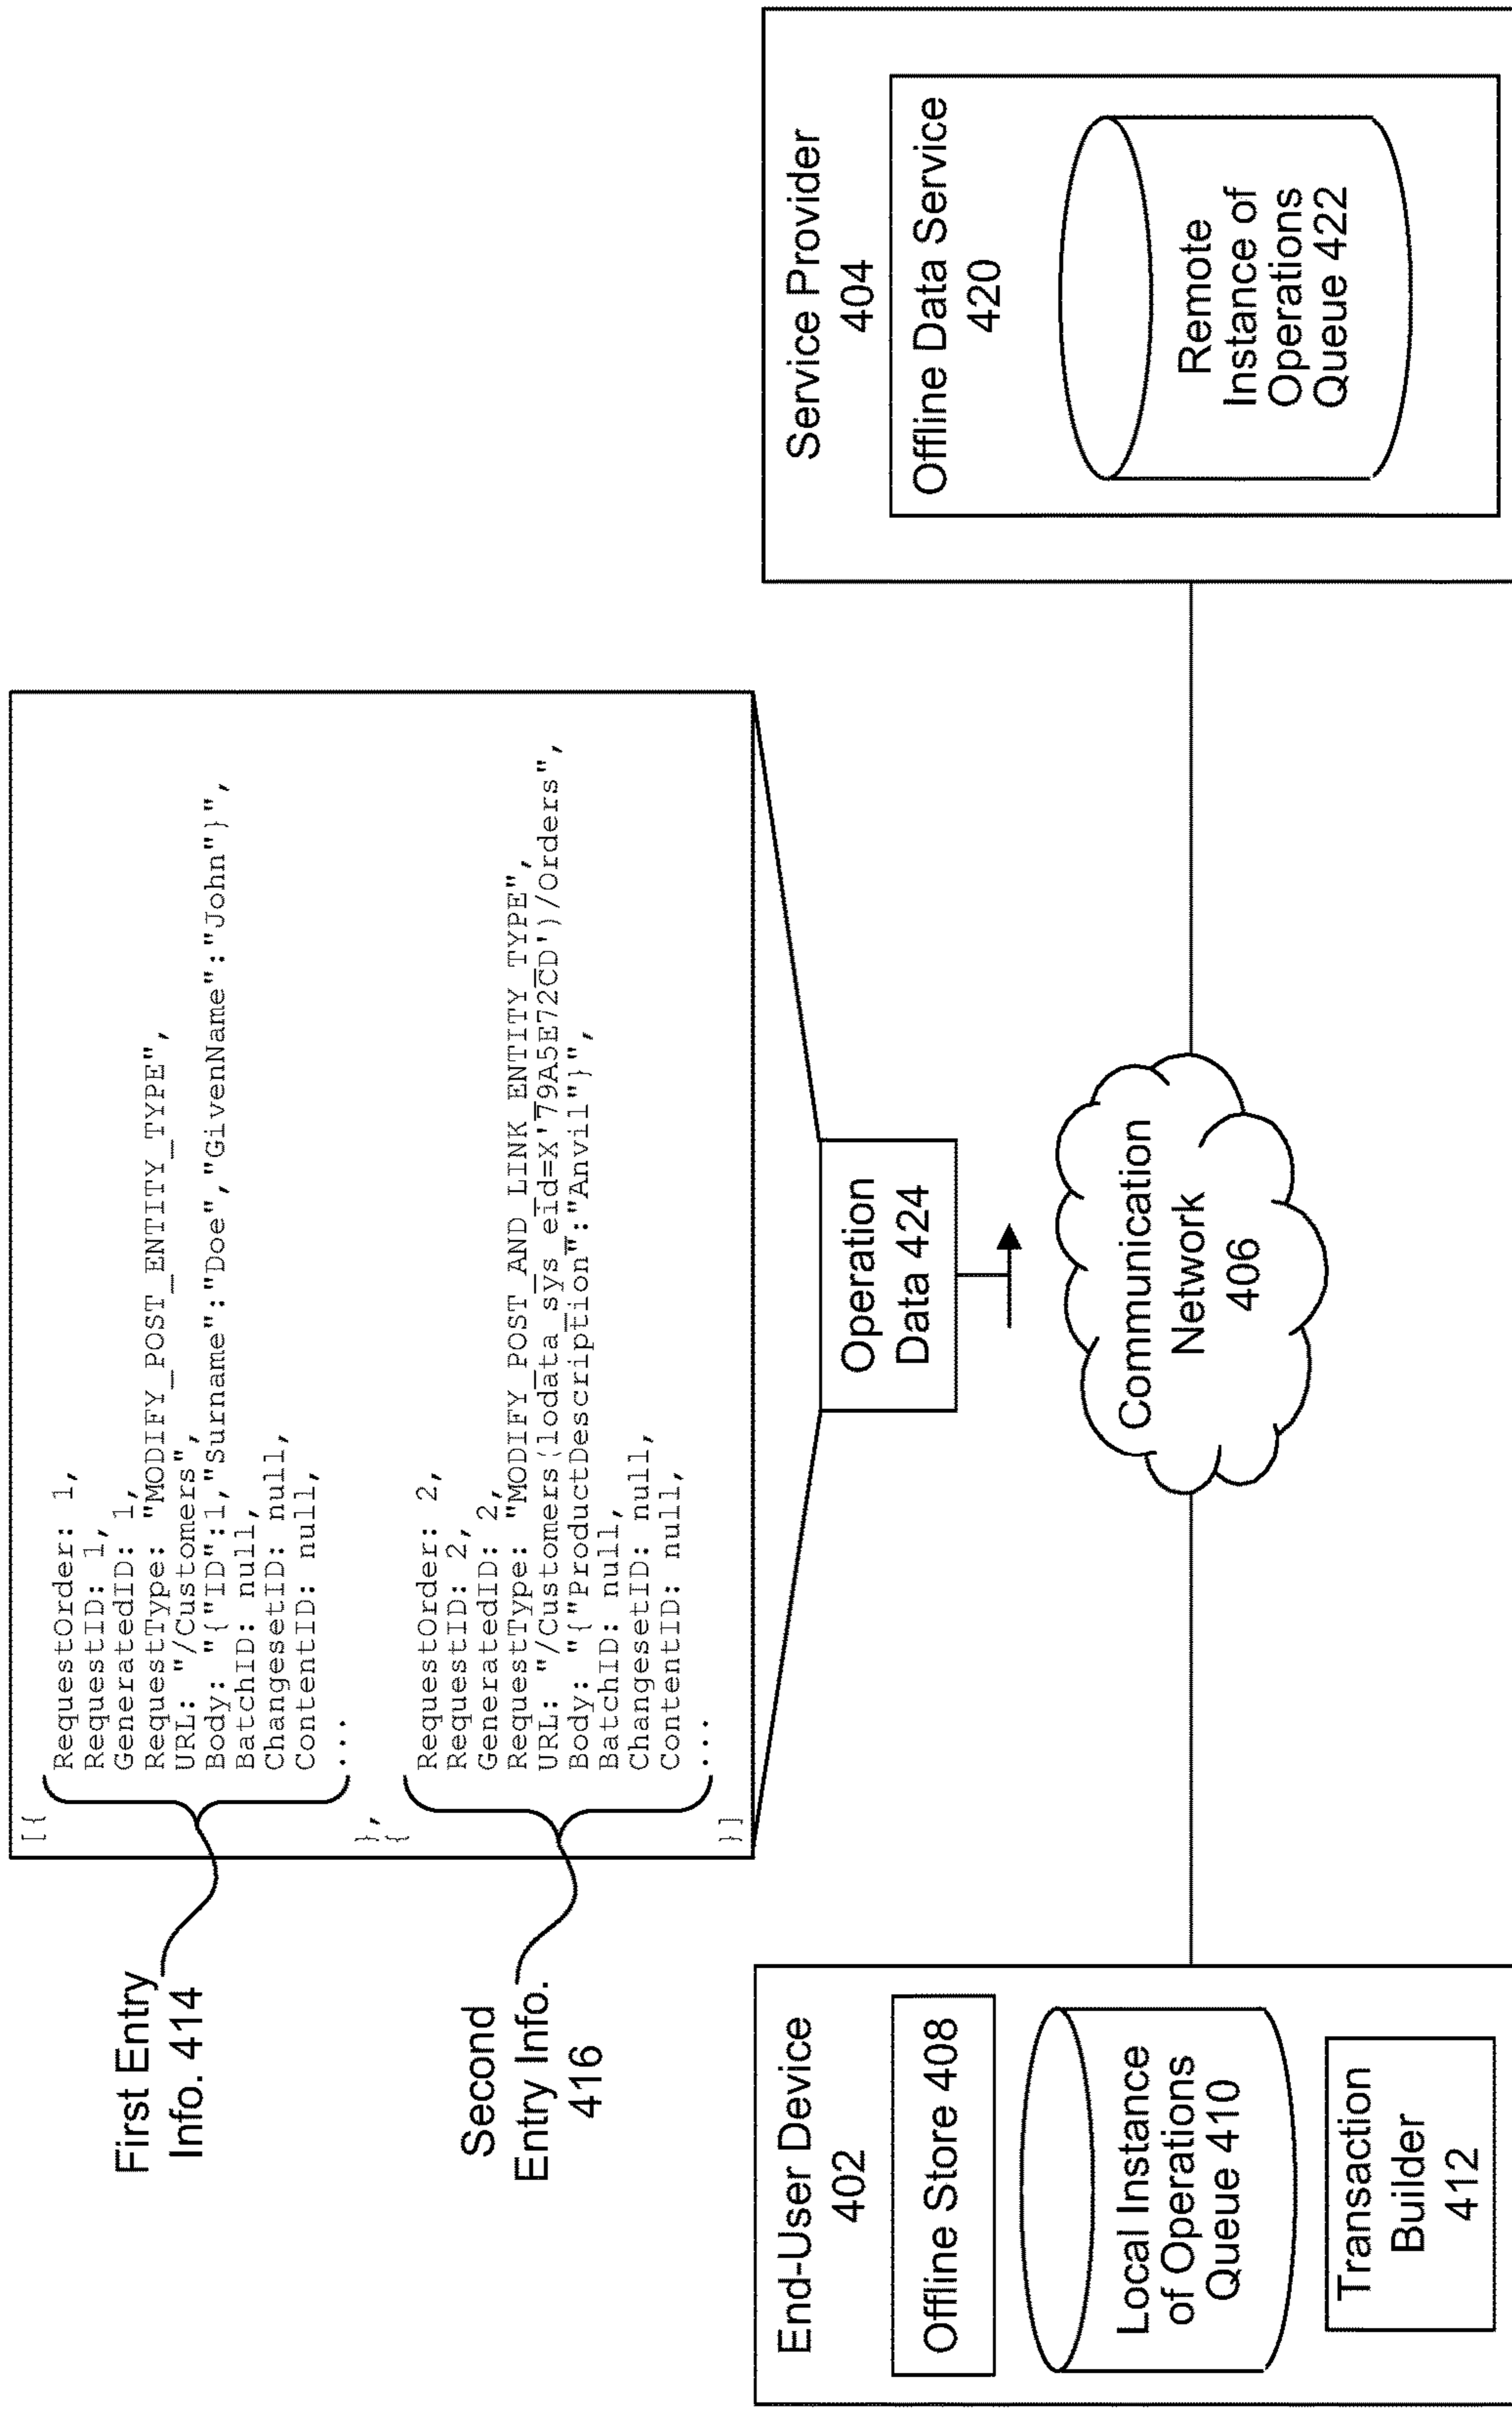 [{
RequestOrder: 1,
RequestID: 1,
GeneratedID: 1,
RequestType: "MODIFY_POST_ENTITY_TYPE",
URL: "/Customers",
Body: "{"ID":1,"Surname":"Doe","GivenName":"John"}",
BatchID: null,
ChangesetID: null,
ContentID: null,
...
},
{
RequestOrder: 2,
RequestID: 2,
GeneratedID: 2,
RequestType: "MODIFY_POST_AND_LINK_ENTITY_TYPE",
URL: "/Customers(lodata_sys_eid=X'79A5E72CD')/Orders",
Body: "{"ProductDescription":"Anvil"}",
BatchID: null,
ChangesetID: null,
ContentID: null,
...
}]
First Entry
Info. 414
Second
Entry Info.
416
Operation
Data 424
End-User Device
402
Offline Store 408
Local Instance
of Operations
Queue 410
Transaction
Builder
412
Communication
Network
406
Service Provider
404
Offline Data Service
420
Remote
Instance of
Operations
Queue 422